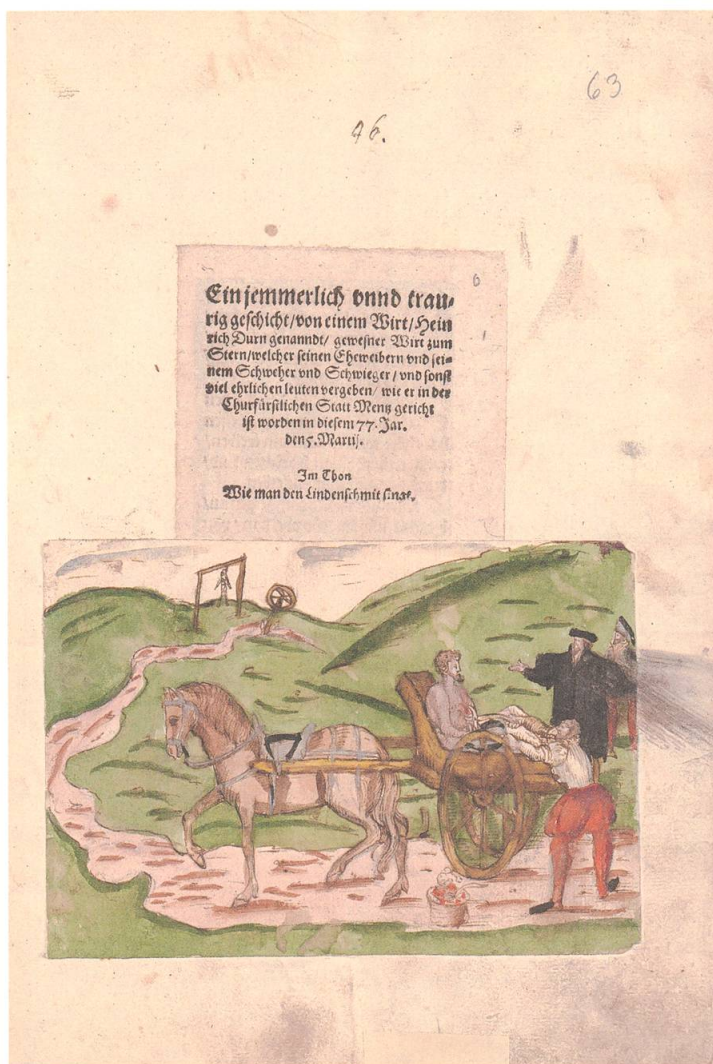 63
46.
6
Ein jemmerlich vnnd trau-
rig geschicht/von einem Wirt/Hein
rich Durn genanndt/ gewesner Wirt zum
Stern/welcher seinen Eheweibern vnd sei-
nem Schweher vnd Schwieger/vnd sonst
viel ehrlichen leuten vergeben/ wie er in der
Churfürstlichen Statt Mentz gericht
ist worden in diesem 77. Jar.
den 5. Martij.
Im Thon
Wie man den Lindenschmit singt.